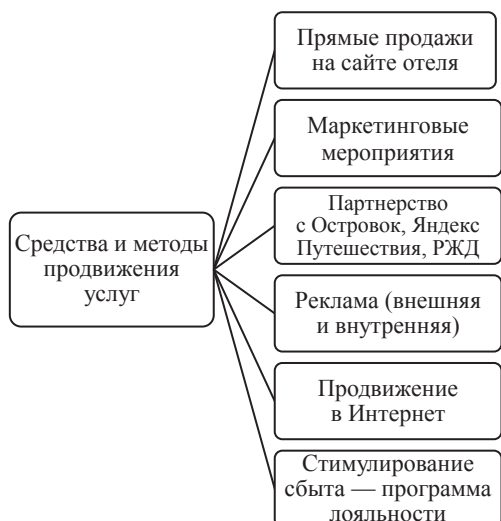 Прямые продажи
на сайте отеля
Маркетинговые
мероприятия
Партнерство
с Островок, Яндекс
Путешествия, РЖД
Средства и методы
продвижения
услуг
Реклама (внешняя
и внутренняя)
Продвижение
в Интернет
Стимулирование
сбыта — программа
лояльности